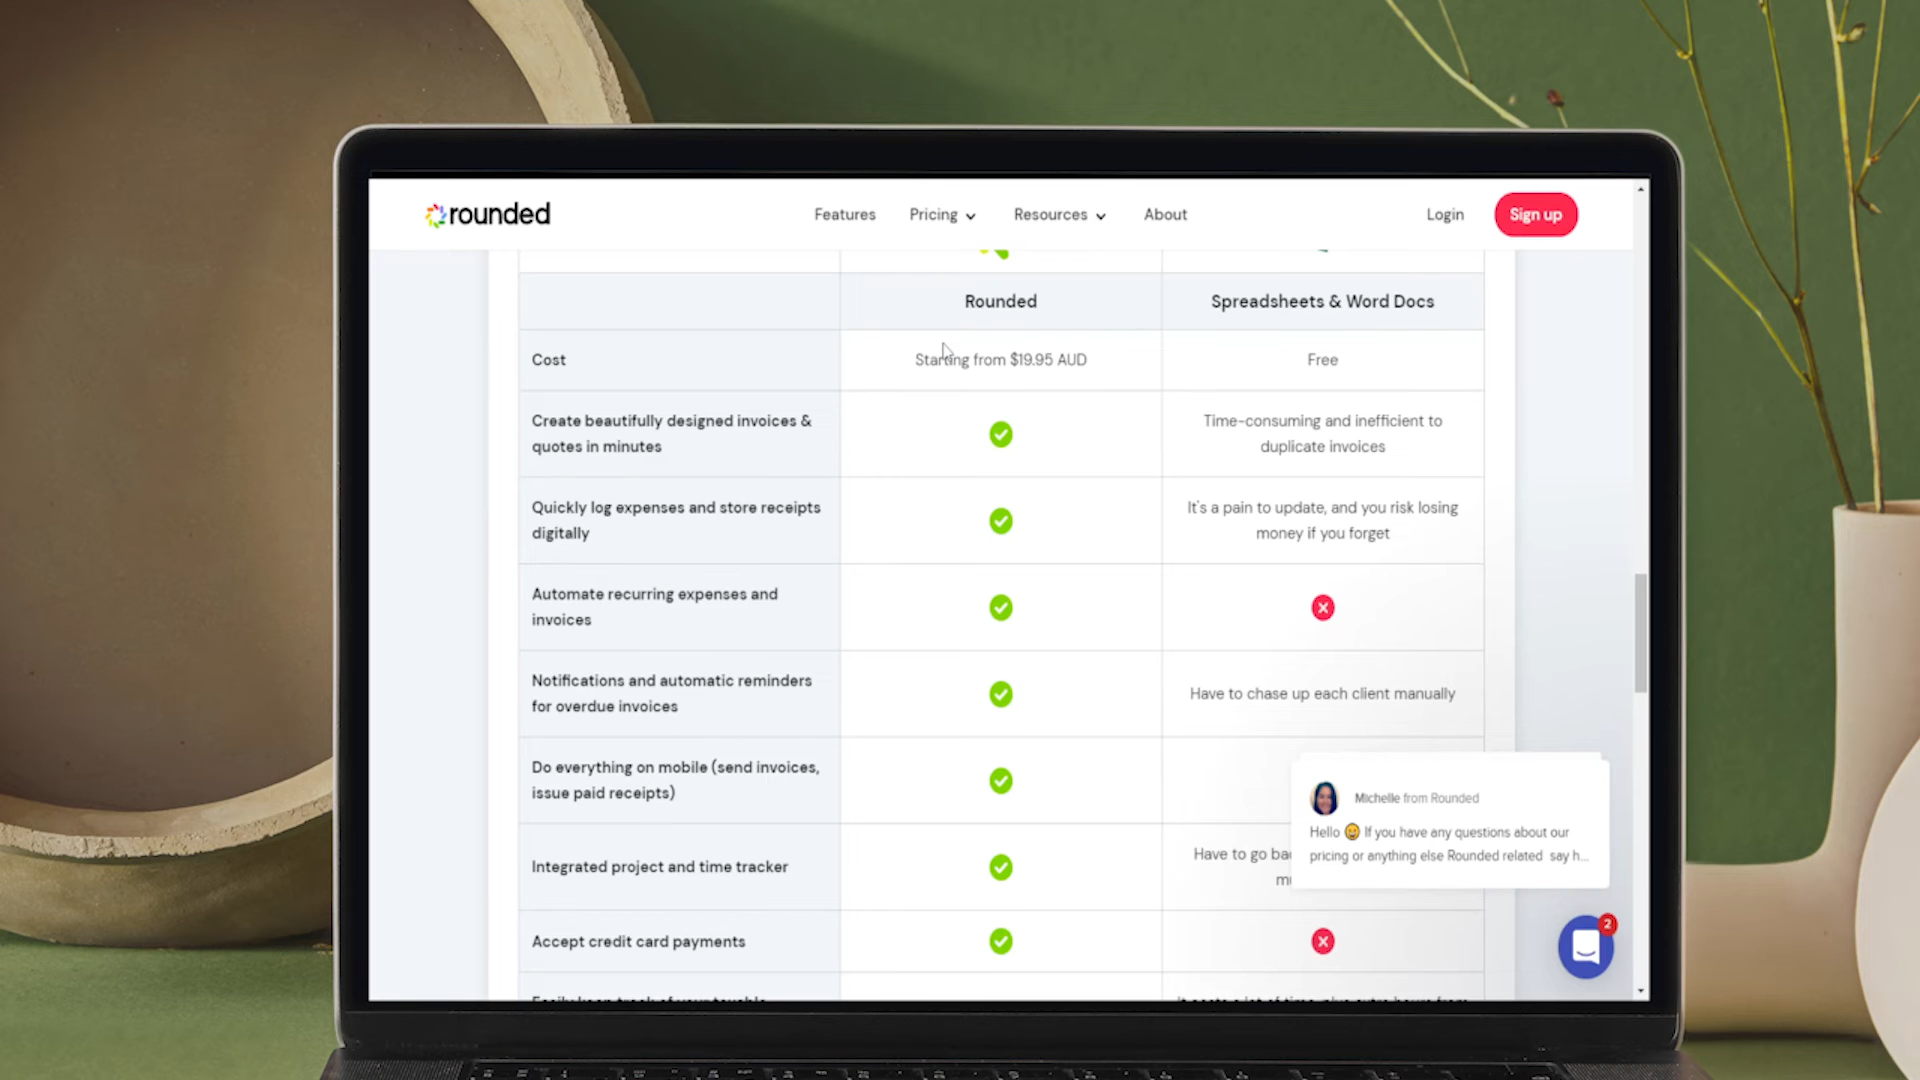 rounded
Features Pricing Resources About Login Sign up
Rounded Spreadsheets & Word Docs
Cost Starting from $19.95 AUD Free
Create beautifully designed invoices &
quotes in minutes
Time-consuming and inefficient to
duplicate invoices
Quickly log expenses and store receipts
digitally
It's a pain to update, and you risk losing
money if you forget
Automate recurring expenses and
invoices
Notifications and automatic reminders
for overdue invoices
Have to chase up each client manually
Do everything on mobile (send invoices,
issue paid receipts)
Integrated project and time tracker
Have to go
Michelle from Rounded
Hello If you have any questions about our
pricing or anything else Rounded related say h...
2
Accept credit card payments